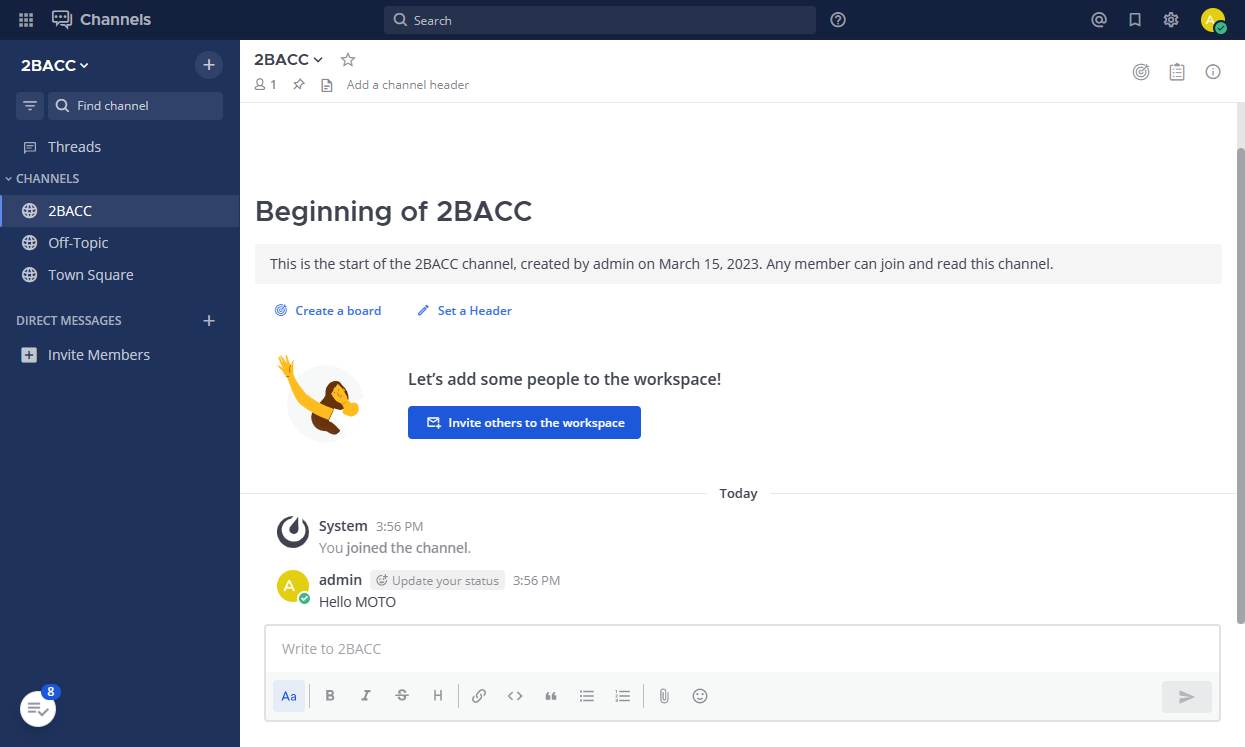 Channels
Search
A
2BACC
2BACC
1
Add a channel header
Find channel
Threads
CHANNELS
2BACC
Off-Topic
Town Square
DIRECT MESSAGES
Invite Members
8
Beginning of 2BACC
This is the start of the 2BACC channel, created by admin on March 15, 2023. Any member can join and read this channel.
Create a board
Set a Header
Let’s add some people to the workspace!
Invite others to the workspace
Today
System 3:56 PM
You joined the channel.
A
admin Update your status 3:56 PM
Hello MOTO
Write to 2BACC
Aa B I S H